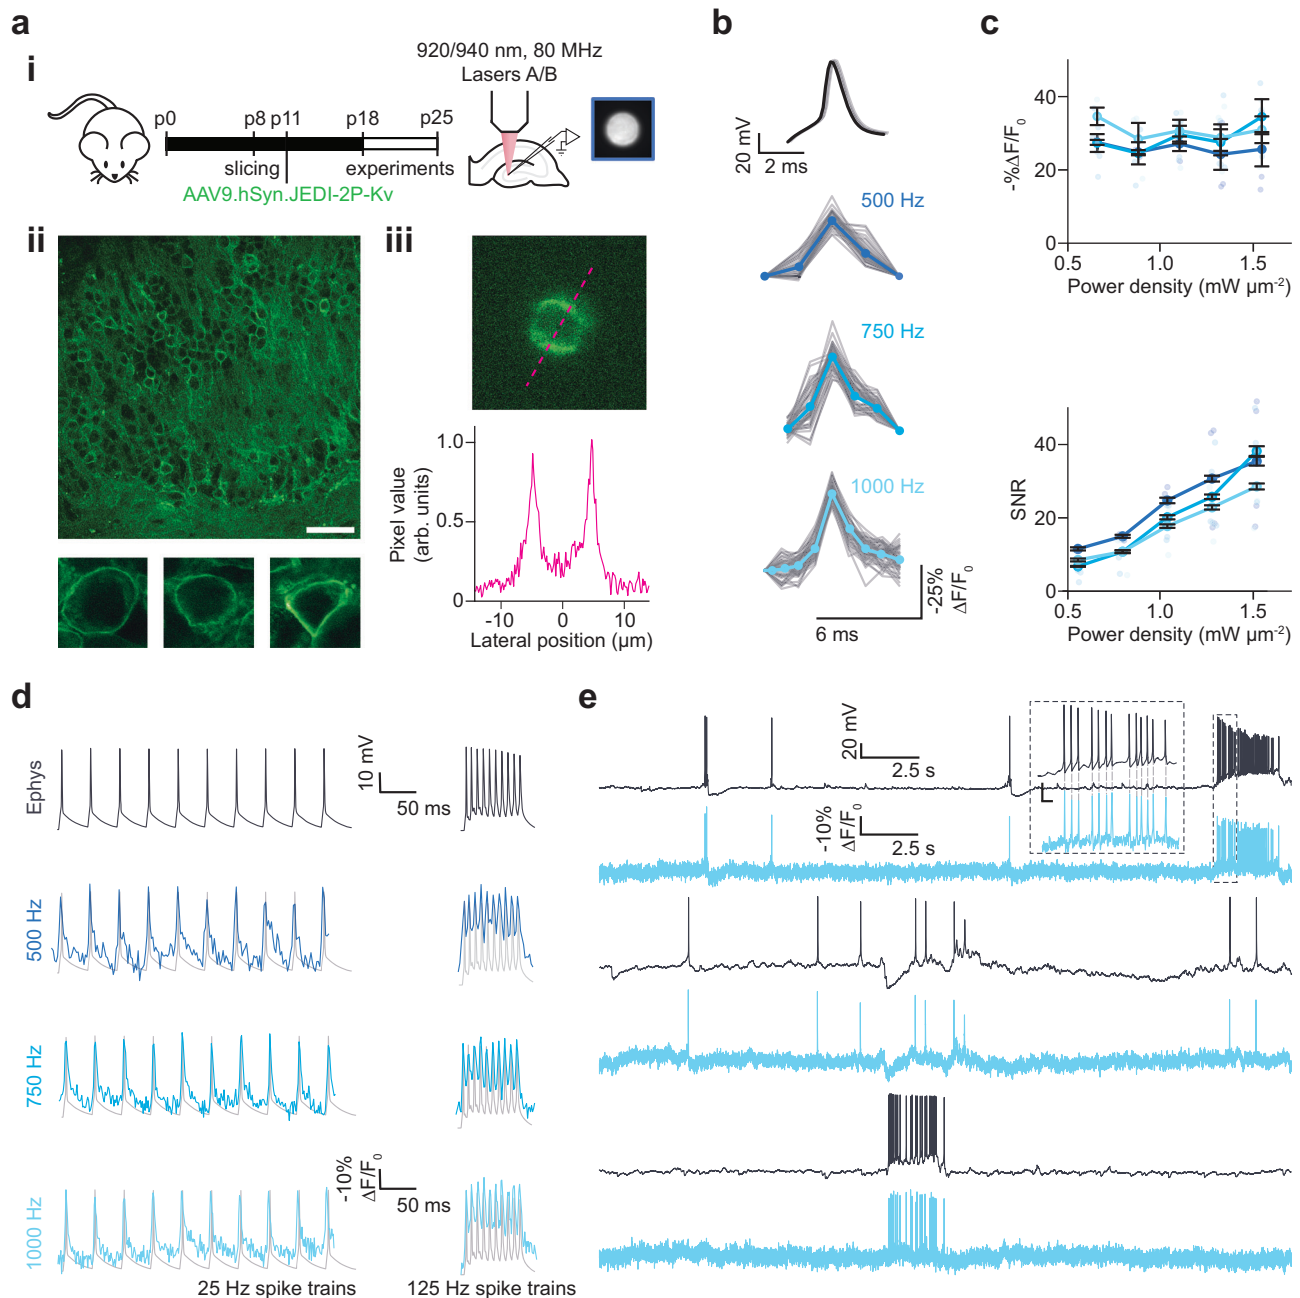 a
i
920/940 nm, 80 MHz
Lasers A/B
p0
p8
p11
p18
p25
slicing
experiments
AAV9.hSyn.JEDI-2P-Kv
ii
iii
1.0
0.5
0
Pixel value
(arb. units)
-10
0
10
Lateral position (µm)
b
20 mV
2 ms
500 Hz
750 Hz
1000 Hz
-25%
ΔF/F₀
6 ms
c
-%ΔF/F₀
40
20
0
0.5
1.0
1.5
Power density (mW µm⁻²)
SNR
40
20
0
0.5
1.0
1.5
Power density (mW µm⁻²)
d
Ephys
10 mV
50 ms
500 Hz
750 Hz
1000 Hz
-10%
ΔF/F₀
50 ms
25 Hz spike trains
125 Hz spike trains
e
20 mV
2.5 s
-10%
ΔF/F₀
2.5 s